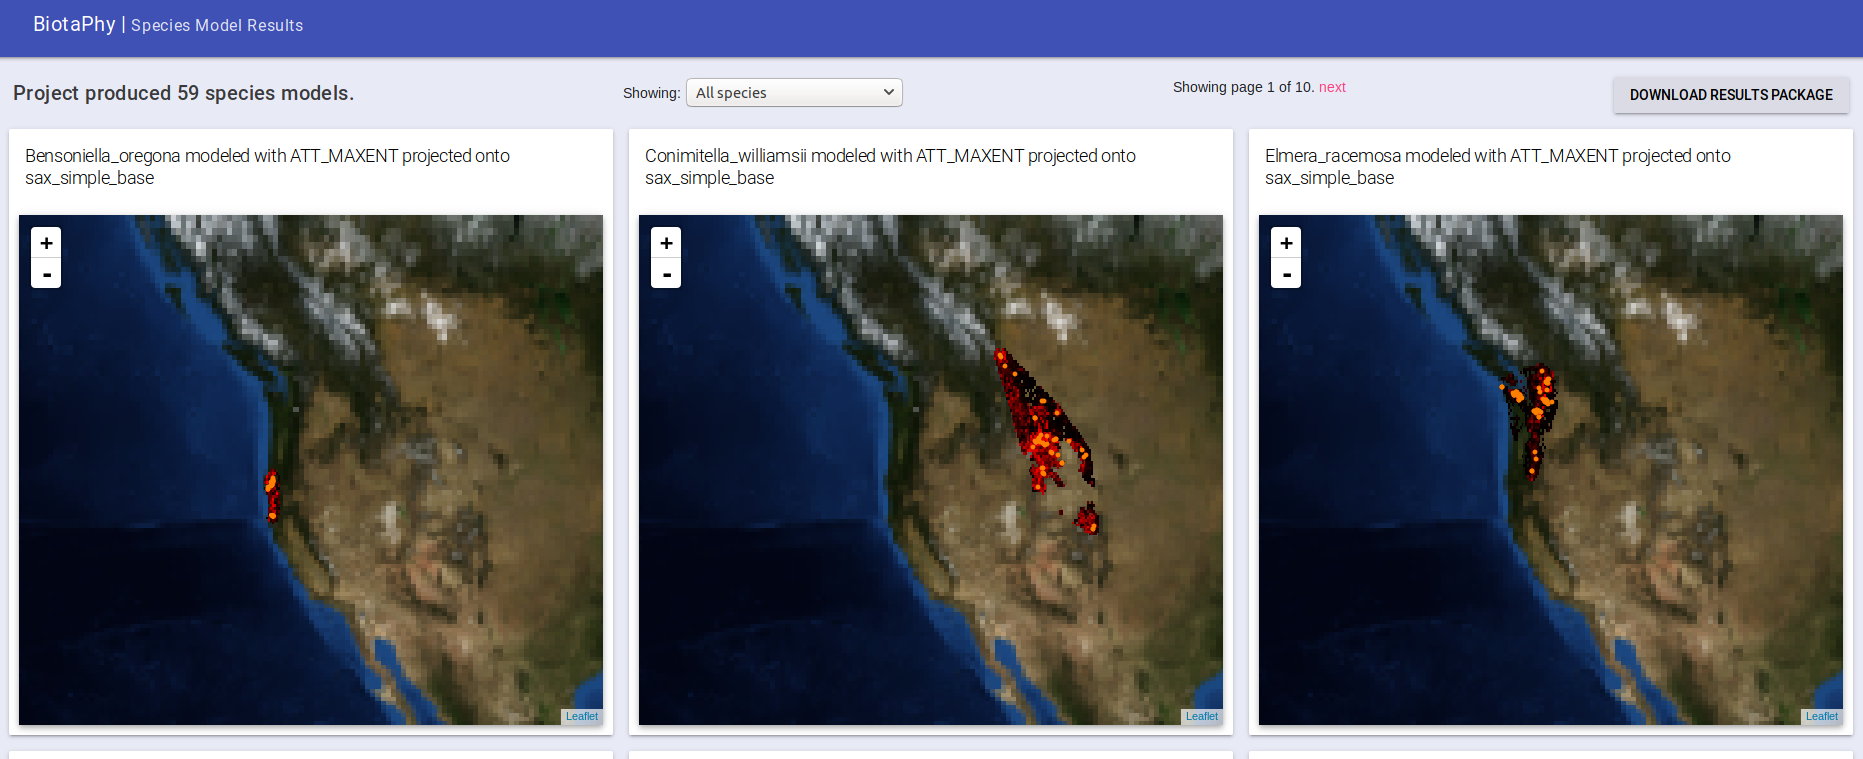 BiotaPhy | Species Model Results
Project produced 59 species models.
Showing: All species
Showing page 1 of 10. next
DOWNLOAD RESULTS PACKAGE
Bensoniella_oregona modeled with ATT_MAXENT projected onto
sax_simple_base
+
-
Leaflet
Conimitella_williamsii modeled with ATT_MAXENT projected onto
sax_simple_base
+
-
Leaflet
Elmera_racemosa modeled with ATT_MAXENT projected onto
sax_simple_base
+
-
Leaflet